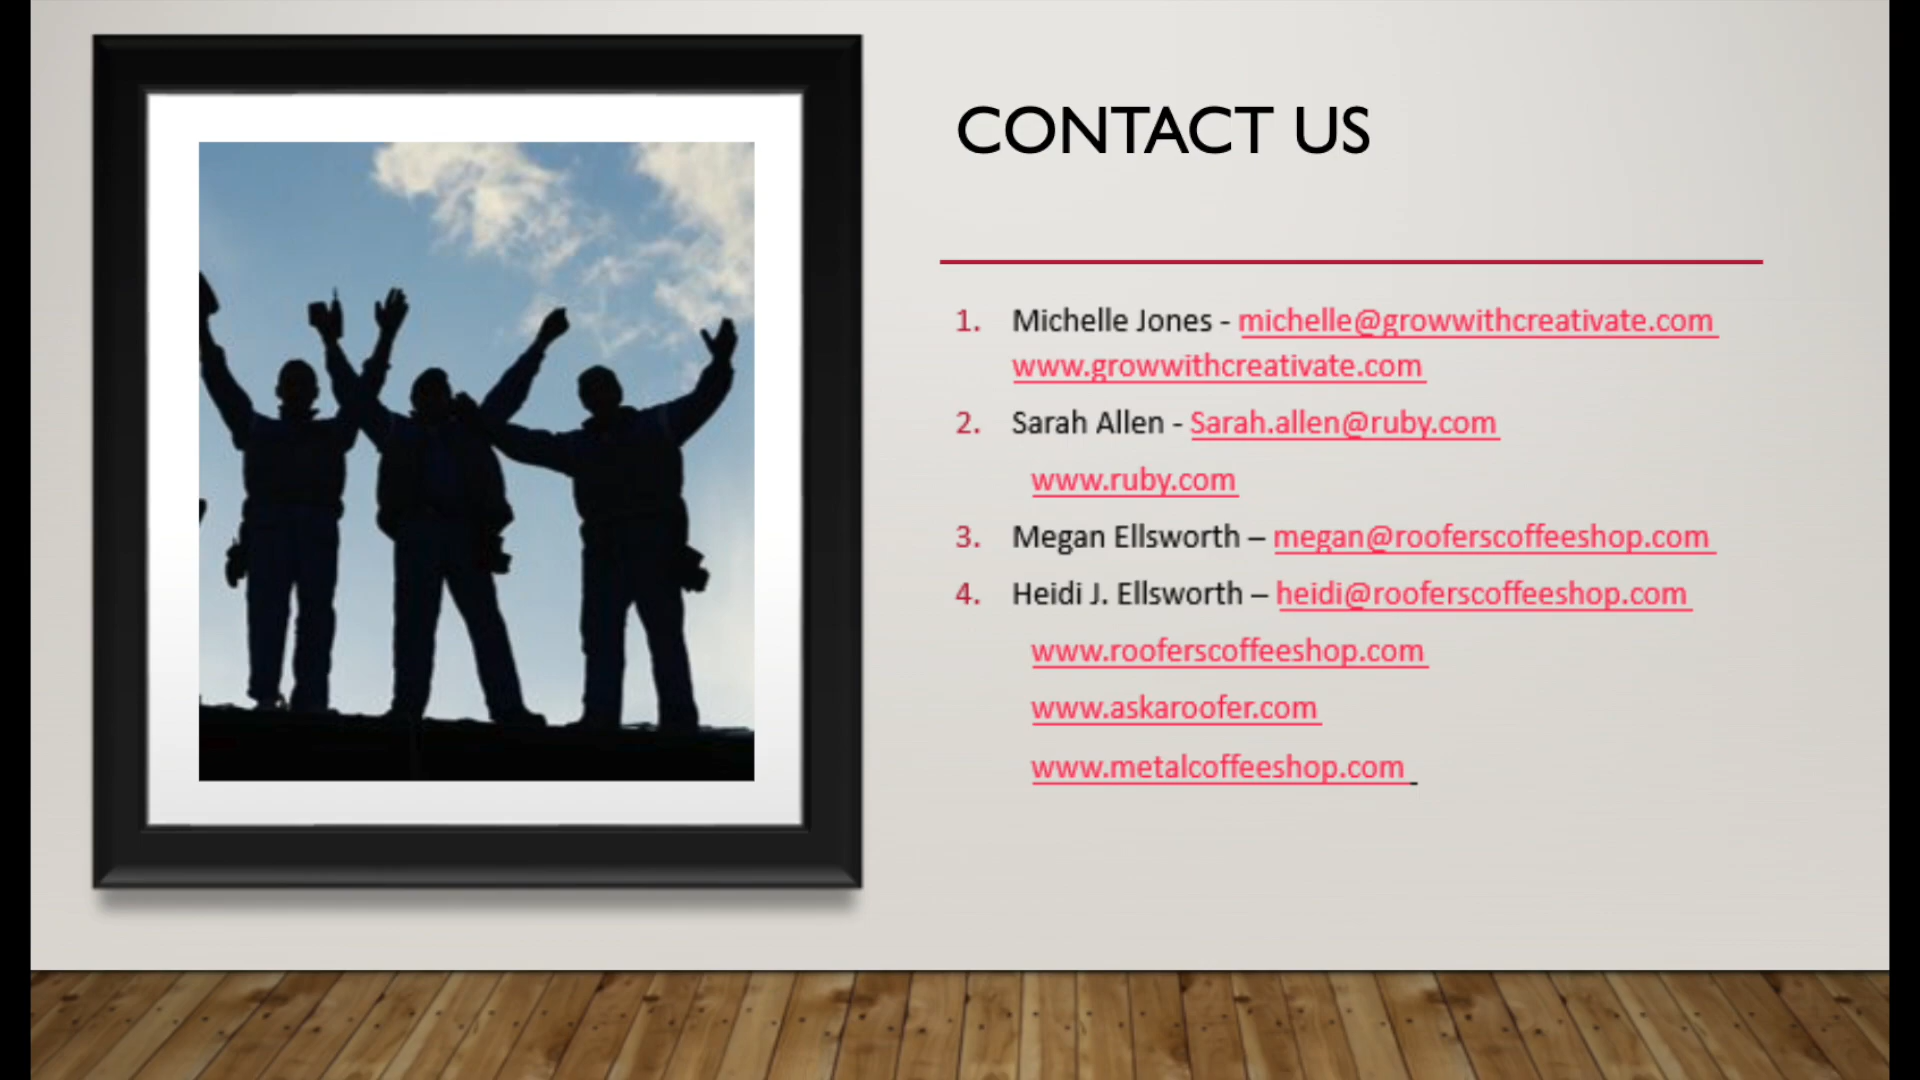 CONTACT US
1. Michelle Jones - michelle@growwithcreativate.com
www.growwithcreativate.com
2. Sarah Allen - Sarah.allen@ruby.com
www.ruby.com
3. Megan Ellsworth – megan@rooferscoffeeshop.com
4. Heidi J. Ellsworth – heidi@rooferscoffeeshop.com
www.rooferscoffeeshop.com
www.askaroofer.com
www.metalcoffeeshop.com